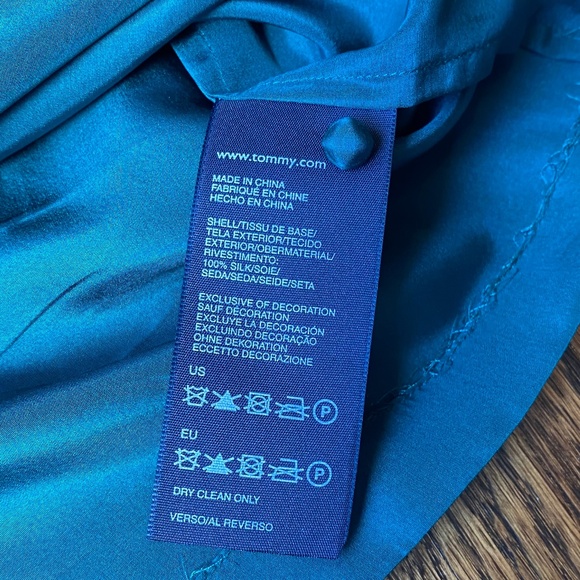 www.tommy.com
MADE IN CHINA
FABRIQUÉ EN CHINE
HECHO EN CHINA
SHELL/TISSU DE BASE/
TELA EXTERIOR/TECIDO
EXTERIOR/OBERMATERIAL/
RIVESTIMENTO:
100% SILK/SOIE/
SEDA/SEDA/SEIDE/SETA
EXCLUSIVE OF DECORATION
SAUF DÉCORATION
EXCLUYE LA DECORACIÓN
EXCLUINDO DECORAÇÃO
OHNE DEKORATION
ECCETTO DECORAZIONE
US
P
EU
P
DRY CLEAN ONLY
VERSO/AL REVERSO